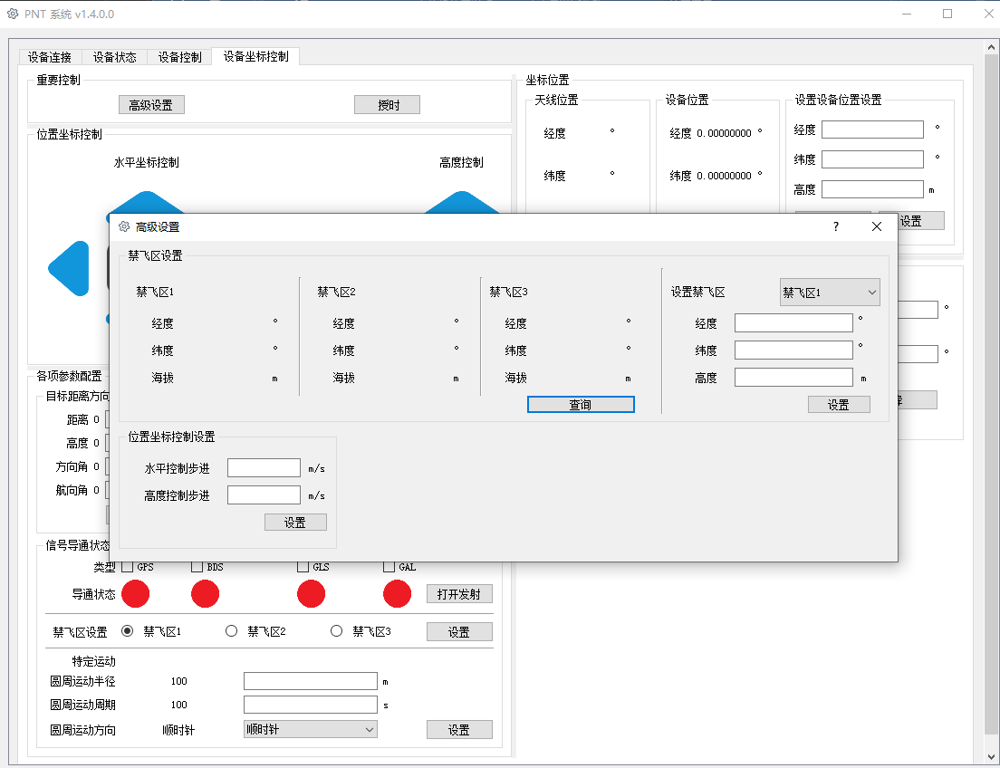 PNT 系统 v1.4.0.0
设备连接 设备状态 设备控制 设备坐标控制
重要控制
高级设置 授时
位置坐标控制
水平坐标控制 高度控制
坐标位置
天线位置 设备位置 设置设备位置设置
经度 ° 经度 0.00000000 ° 经度 °
纬度 ° 纬度 0.00000000 ° 纬度 °
高度 m
设置
高级设置 ?
禁飞区设置
禁飞区1 禁飞区2 禁飞区3 设置禁飞区 禁飞区1
经度 ° 经度 ° 经度 ° 经度 °
纬度 ° 纬度 ° 纬度 ° 纬度 °
海拔 m 海拔 m 海拔 m 高度 m
查询 设置
位置坐标控制设置
水平控制步进 m/s
高度控制步进 m/s
设置
°
°
各项参数配置
目标距离方向
距离 0
高度 0
方向角 0
航向角 0
信号导通状态
类型 GPS BDS GLS GAL
导通状态 打开发射
禁飞区设置 禁飞区1 禁飞区2 禁飞区3 设置
特定运动
圆周运动半径 100 m
圆周运动周期 100 s
圆周运动方向 顺时针 顺时针 设置